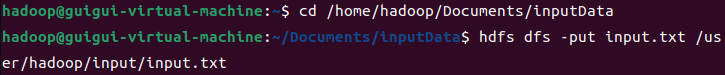 hadoop@guigui-virtual-machine:~$ cd /home/hadoop/Documents/inputData
hadoop@guigui-virtual-machine:~/Documents/inputData$ hdfs dfs -put input.txt /us
er/hadoop/input/input.txt